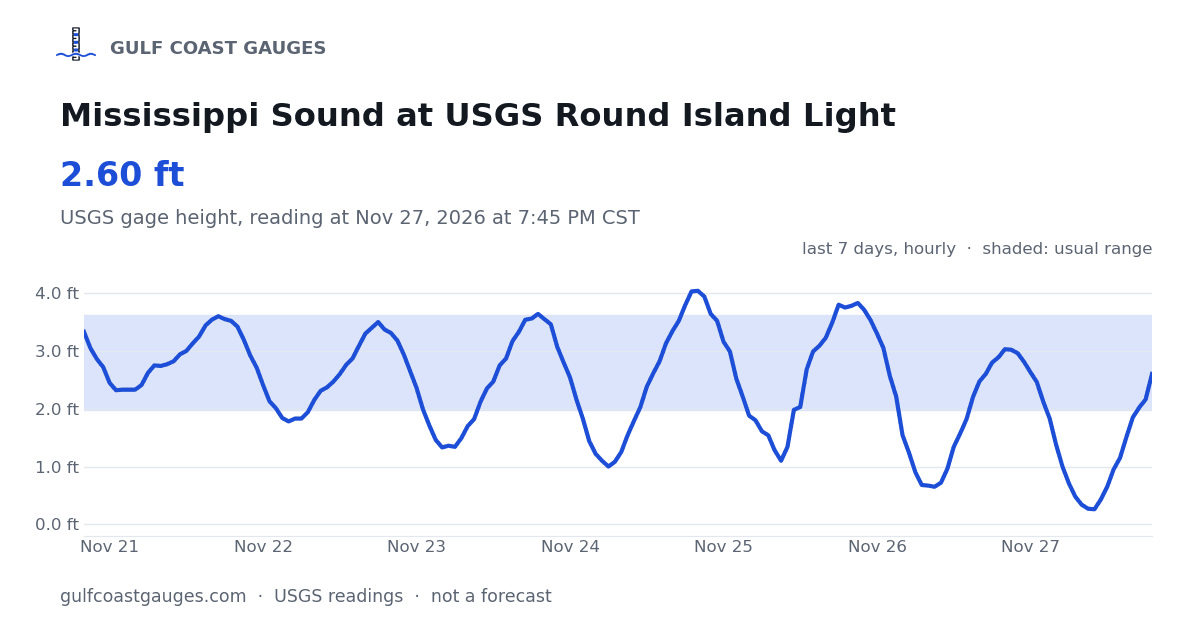 GULF COAST GAUGES
Mississippi Sound at USGS Round Island Light
2.60 ft
USGS gage height, reading at Nov 27, 2026 at 7:45 PM CST
last 7 days, hourly · shaded: usual range
4.0 ft
3.0 ft
2.0 ft
1.0 ft
0.0 ft
Nov 21 Nov 22 Nov 23 Nov 24 Nov 25 Nov 26 Nov 27
gulfcoastgauges.com · USGS readings · not a forecast